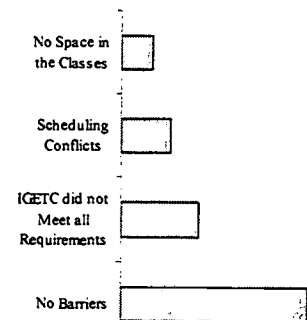 No Space in
the Classes
Scheduling
Conflicts
IGETC did not
Meet all
Requirements
No Barriers